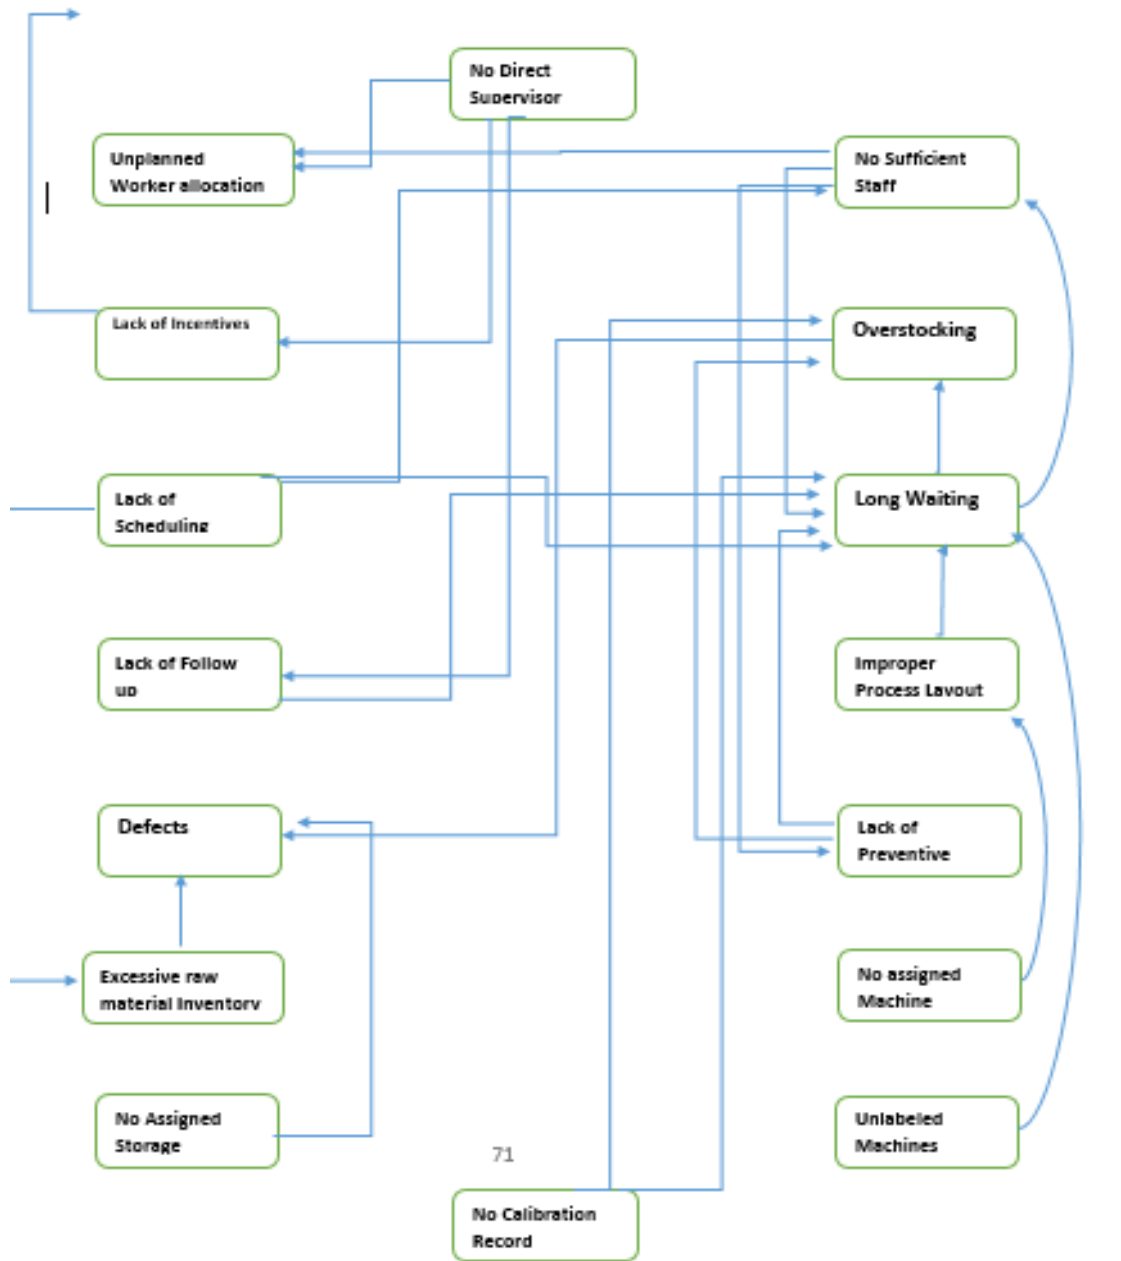 No Direct
Supervisor
Unplanned
Worker allocation
No Sufficient
Staff
Lack of Incentives
Overstocking
Lack of
Scheduling
Long Waiting
Lack of Follow
up
Improper
Process Layout
Defects
Lack of
Preventive
Excessive raw
material Inventory
No assigned
Machine
No Assigned
Storage
Unlabeled
Machines
71
No Calibration
Record